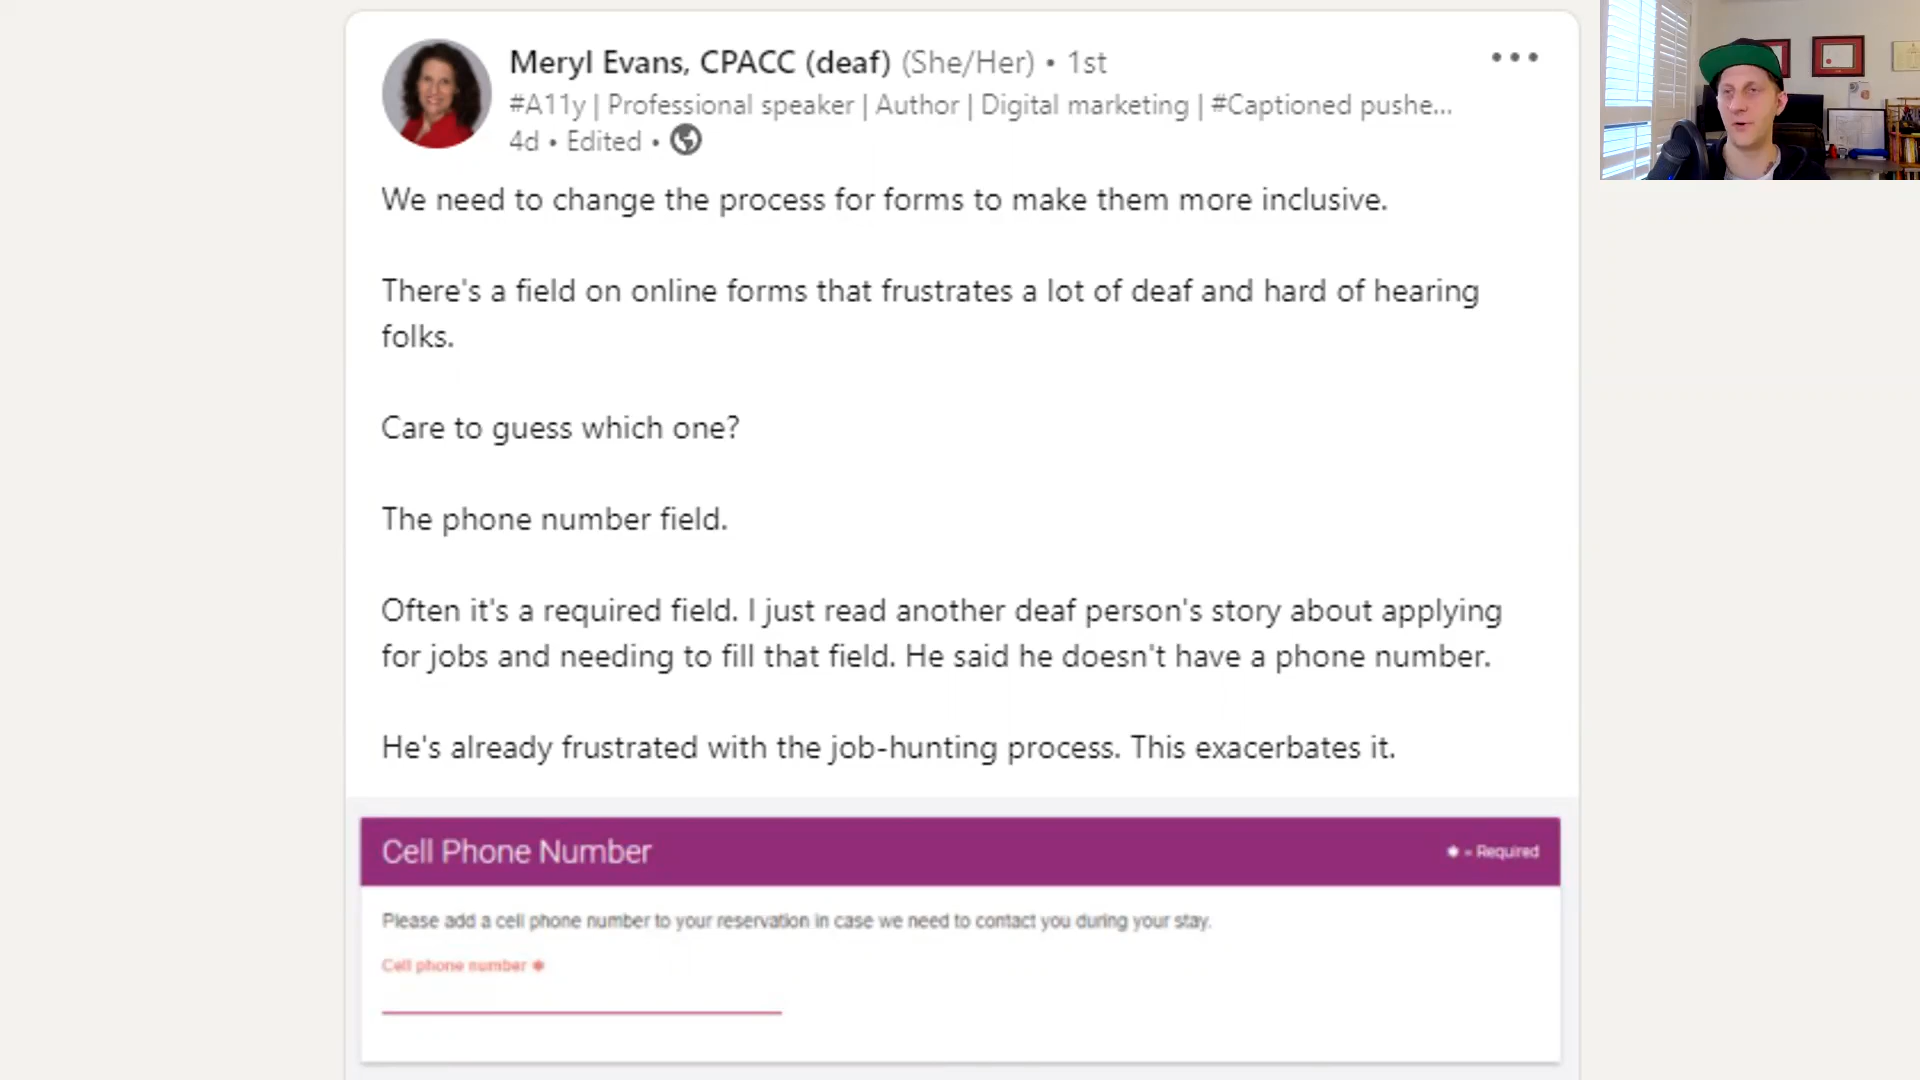 Meryl Evans, CPACC (deaf) (She/Her) • 1st
#A11y | Professional speaker | Author | Digital marketing | #Captioned pushe...
4d • Edited •
We need to change the process for forms to make them more inclusive.
There's a field on online forms that frustrates a lot of deaf and hard of hearing
folks.
Care to guess which one?
The phone number field.
Often it's a required field. I just read another deaf person's story about applying
for jobs and needing to fill that field. He said he doesn't have a phone number.
He's already frustrated with the job-hunting process. This exacerbates it.
Cell Phone Number
* = Required
Please add a cell phone number to your reservation in case we need to contact you during your stay.
Cell phone number *